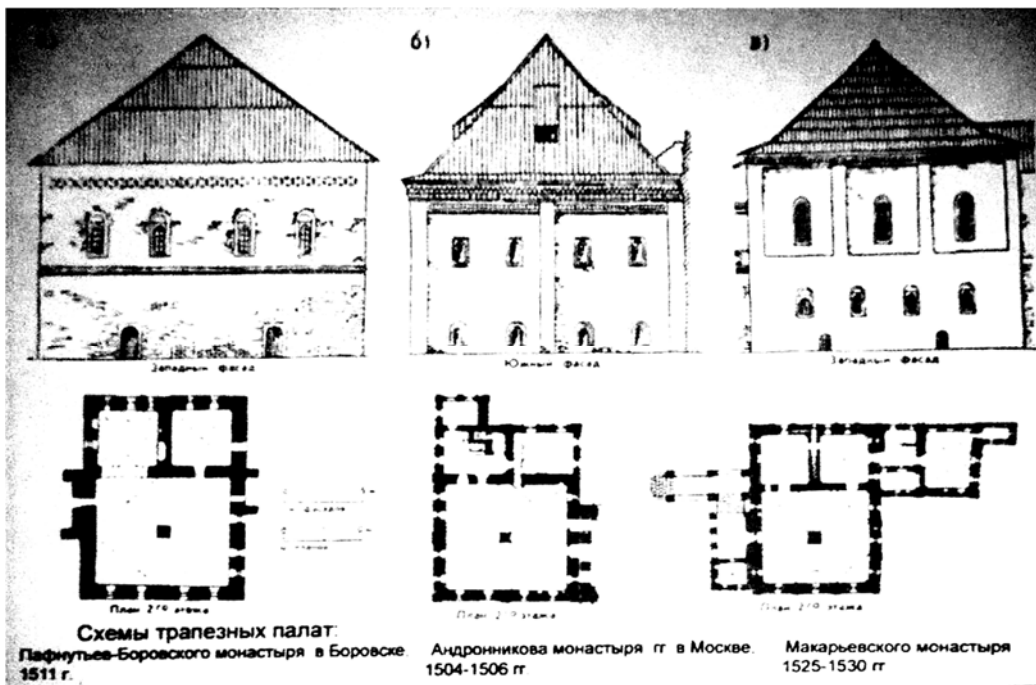 б)
в)
Западный фасад
Южный фасад
Западный фасад
План 2го этажа
План 2го этажа
План 2го этажа
Схемы трапезных палат:
Пафнутьев-Боровского монастыря в Боровске.
1511 г.
Андронникова монастыря гг в Москве.
1504-1506 гг
Макарьевского монастыря
1525-1530 гг